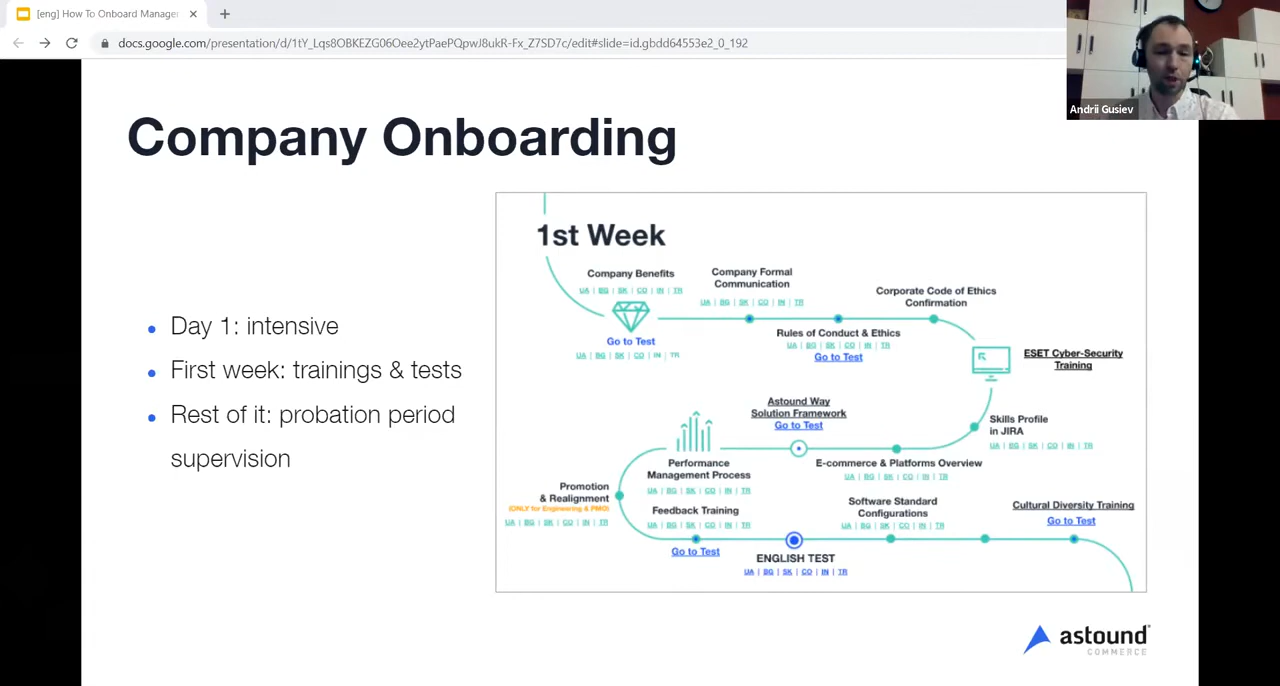 [eng] How To Onboard Manager
docs.google.com/presentation/d/1tY_Lqs8OBKEZG06Oee2ytPaePQpwJ8ukR-Fx_Z7SD7c/edit#slide=id.gbdd64553e2_0_192
Andrii Gusiev
Company Onboarding
Day 1: intensive
First week: trainings & tests
Rest of it: probation period
supervision
1st Week
Company Benefits
UA | BG | SK | CO | IN | TR
Go to Test
UA | BG | SK | CO | IN | TR
Company Formal
Communication
UA | BG | SK | CO | IN | TR
Rules of Conduct & Ethics
UA | BG | SK | CO | IN | TR
Go to Test
Corporate Code of Ethics
Confirmation
ESET Cyber-Security
Training
Skills Profile
in JIRA
UA | BG | SK | CO | IN | TR
E-commerce & Platforms Overview
UA | BG | SK | CO | IN | TR
Astound Way
Solution Framework
Go to Test
Performance
Management Process
UA | BG | SK | CO | IN | TR
Promotion
& Realignment
(ONLY for Engineering & PMO)
UA | BG | SK | CO | IN | TR
Feedback Training
UA | BG | SK | CO | IN | TR
Go to Test
ENGLISH TEST
UA | BG | SK | CO | IN | TR
Software Standard
Configurations
UA | BG | SK | CO | IN | TR
Cultural Diversity Training
Go to Test
astound
COMMERCE